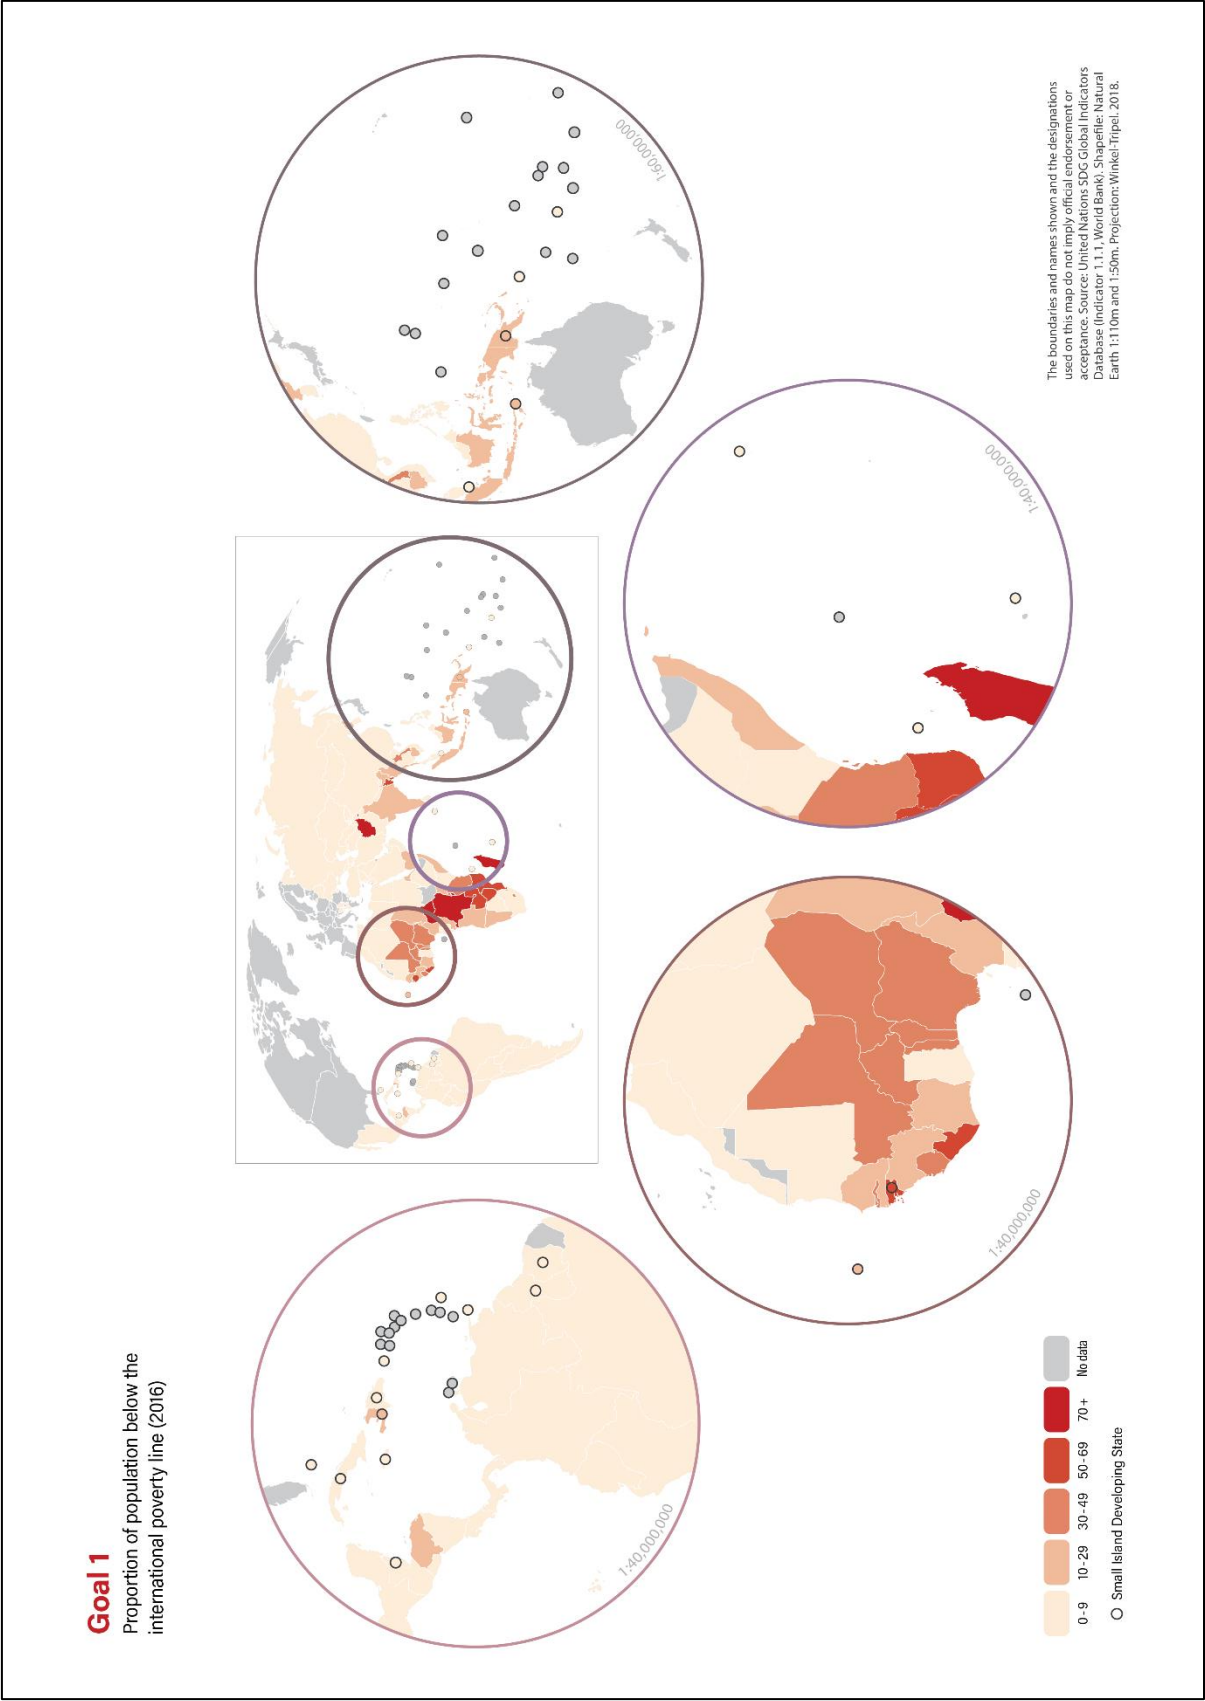 Goal 1
Proportion of population below the
international poverty line (2016)
1:40,000,000
1:60,000,000,000
1:40,000,000
1:40,000,000
0-9
10-29
30-49
50-69
70+
No data
Small Island Developing State
The boundaries and names shown and the designations
used on this map do not imply official endorsement or
acceptance. Source: United Nations SDG Global Indicators
Database (Indicator 1.1.1, World Bank). Shapefile: Natural
Earth 1:110m and 1:50m. Projection: Winkel-Tripel. 2018.